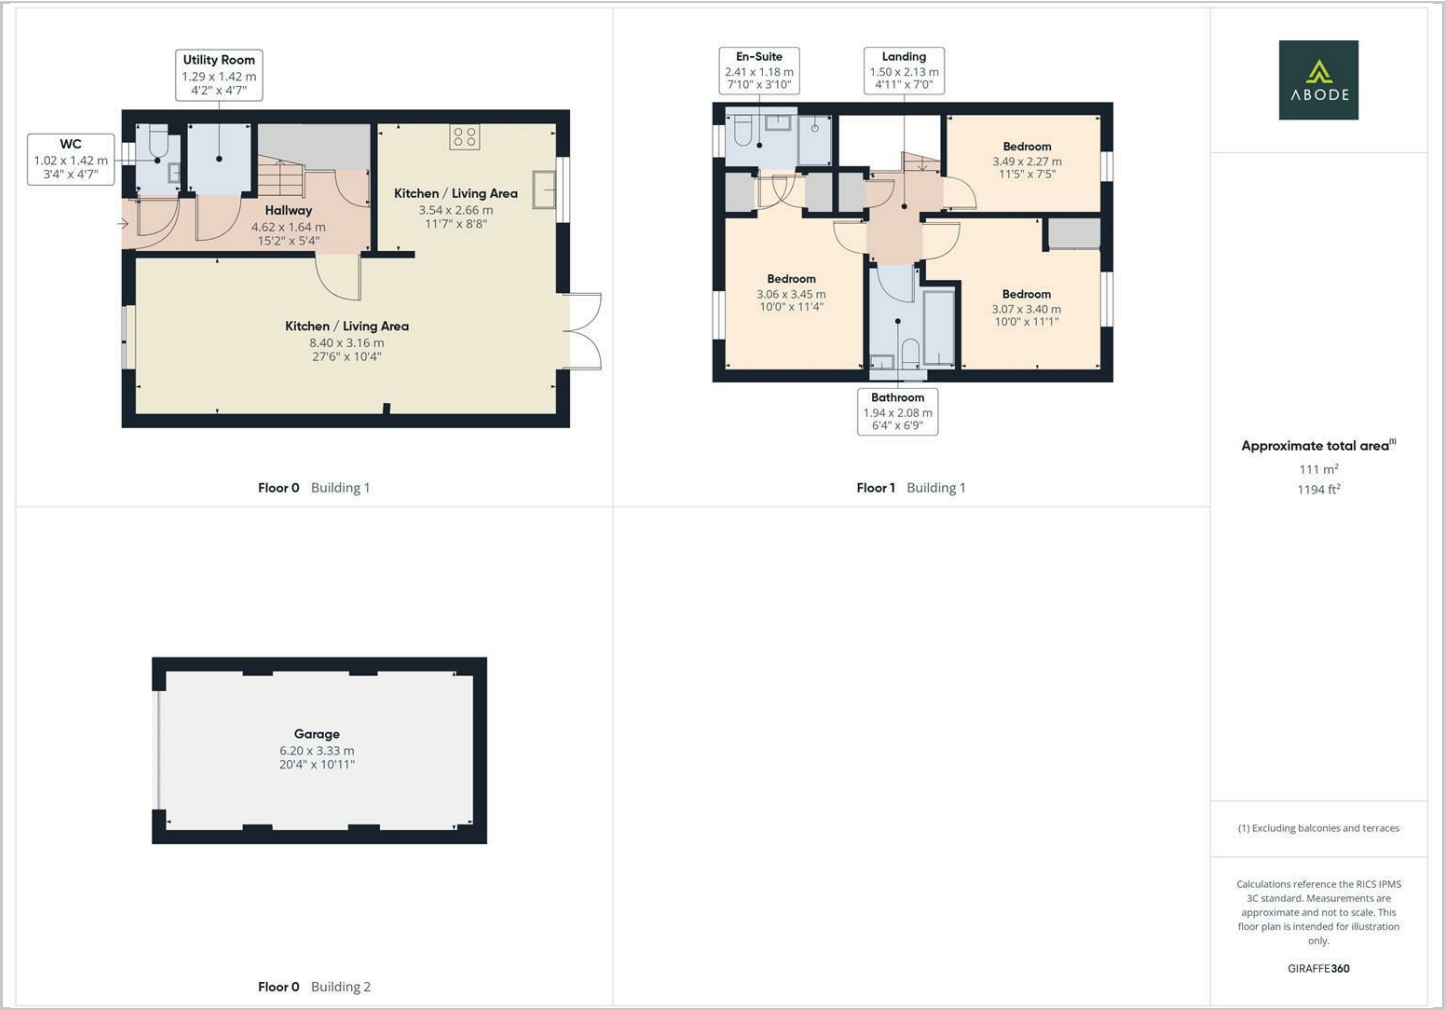 Utility Room
1.29 x 1.42 m
4'2" x 4'7"
WC
1.02 x 1.42 m
3'4" x 4'7"
Kitchen / Living Area
3.54 x 2.66 m
11'7" x 8'8"
Hallway
4.62 x 1.64 m
15'2" x 5'4"
Kitchen / Living Area
8.40 x 3.16 m
27'6" x 10'4"
Floor 0 Building 1
En-Suite
2.41 x 1.18 m
7'10" x 3'10"
Landing
1.50 x 2.13 m
4'11" x 7'0"
Bedroom
3.49 x 2.27 m
11'5" x 7'5"
Bedroom
3.06 x 3.45 m
10'0" x 11'4"
Bedroom
3.07 x 3.40 m
10'0" x 11'1"
Bathroom
1.94 x 2.08 m
6'4" x 6'9"
Floor 1 Building 1
Garage
6.20 x 3.33 m
20'4" x 10'11"
Floor 0 Building 2
ABODE
Approximate total area(1)
111 m²
1194 ft²
(1) Excluding balconies and terraces
Calculations reference the RICS IPMS
3C standard. Measurements are
approximate and not to scale. This
floor plan is intended for illustration
only.
GIRAFFE360